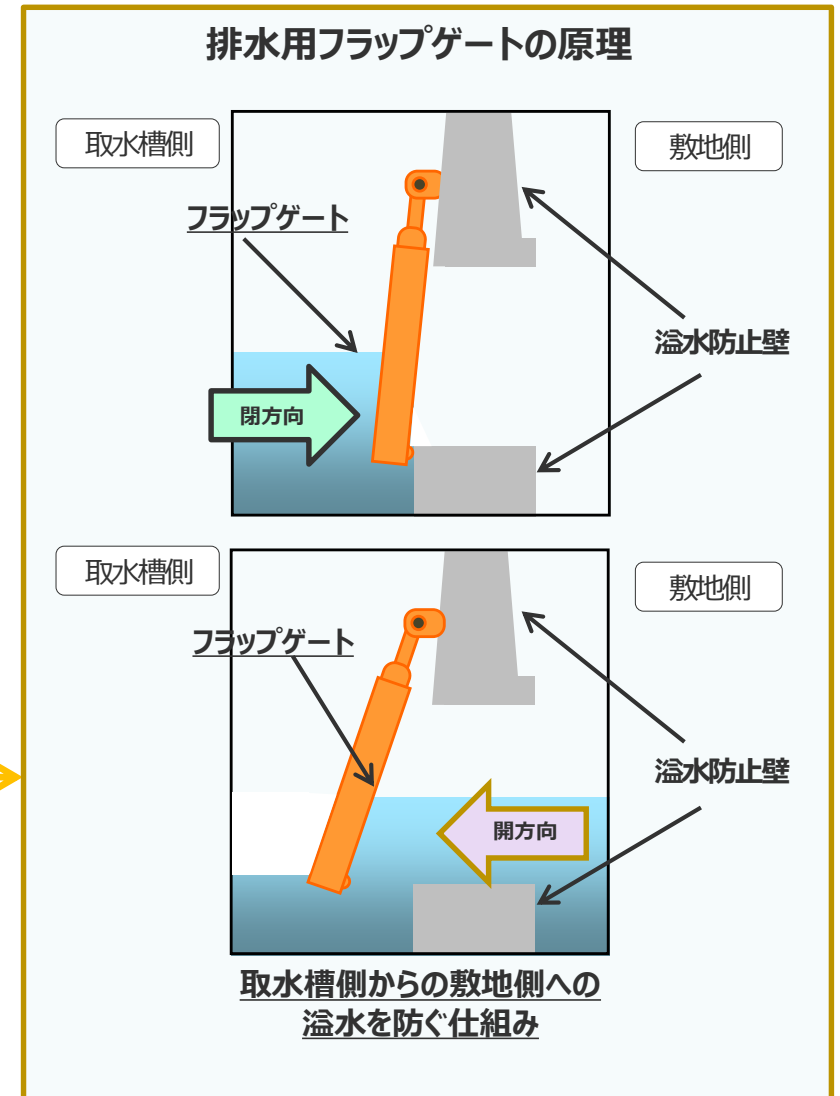 排水用フラップゲートの原理
取水槽側
敷地側
フラップゲート
溢水防止壁
閉方向
取水槽側
敷地側
フラップゲート
溢水防止壁
開方向
取水槽側からの敷地側への
溢水を防ぐ仕組み